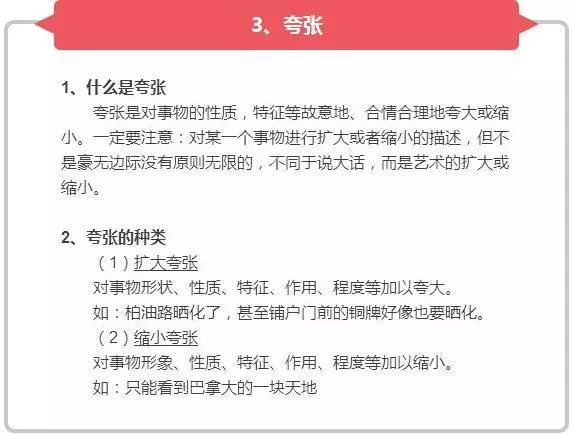 3、夸张
1、什么是夸张
夸张是对事物的性质，特征等故意地、合情合理地夸大或缩
小。一定要注意：对某一个事物进行扩大或者缩小的描述，但不
是豪无边际没有原则无限的，不同于说大话，而是艺术的扩大或
缩小。
2、夸张的种类
（1）扩大夸张
对事物形状、性质、特征、作用、程度等加以夸大。
如：柏油路晒化了，甚至铺户门前的铜牌好像也要晒化。
（2）缩小夸张
对事物形象、性质、特征、作用、程度等加以缩小。
如：只能看到巴拿大的一块天地